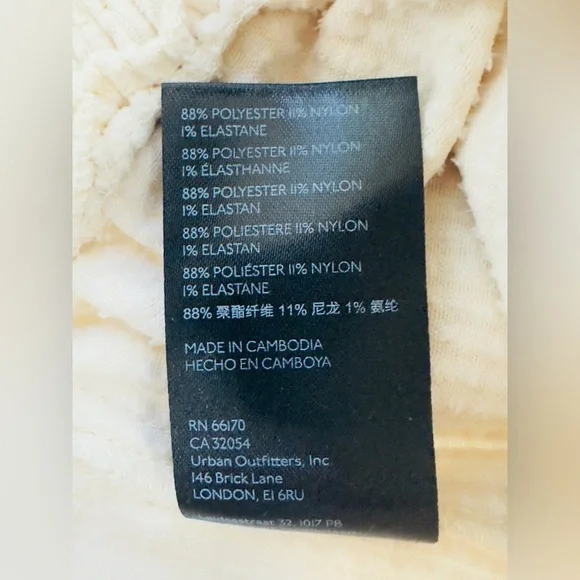 88% POLYESTER 11% NYLON
1% ELASTANE
88% POLYESTER 11% NYLON
1% ÉLASTHANNE
88% POLYESTER 11% NYLON
1% ELASTAN
88% POLIESTERE 11% NYLON
1% ELASTAN
88% POLIÉSTER 11% NYLON
1% ELASTANE
88% 聚酯纤维 11% 尼龙 1% 氨纶
MADE IN CAMBODIA
HECHO EN CAMBOYA
RN 66170
CA 32054
Urban Outfitters, Inc
146 Brick Lane
LONDON, E1 6RU
32, 1017 PB